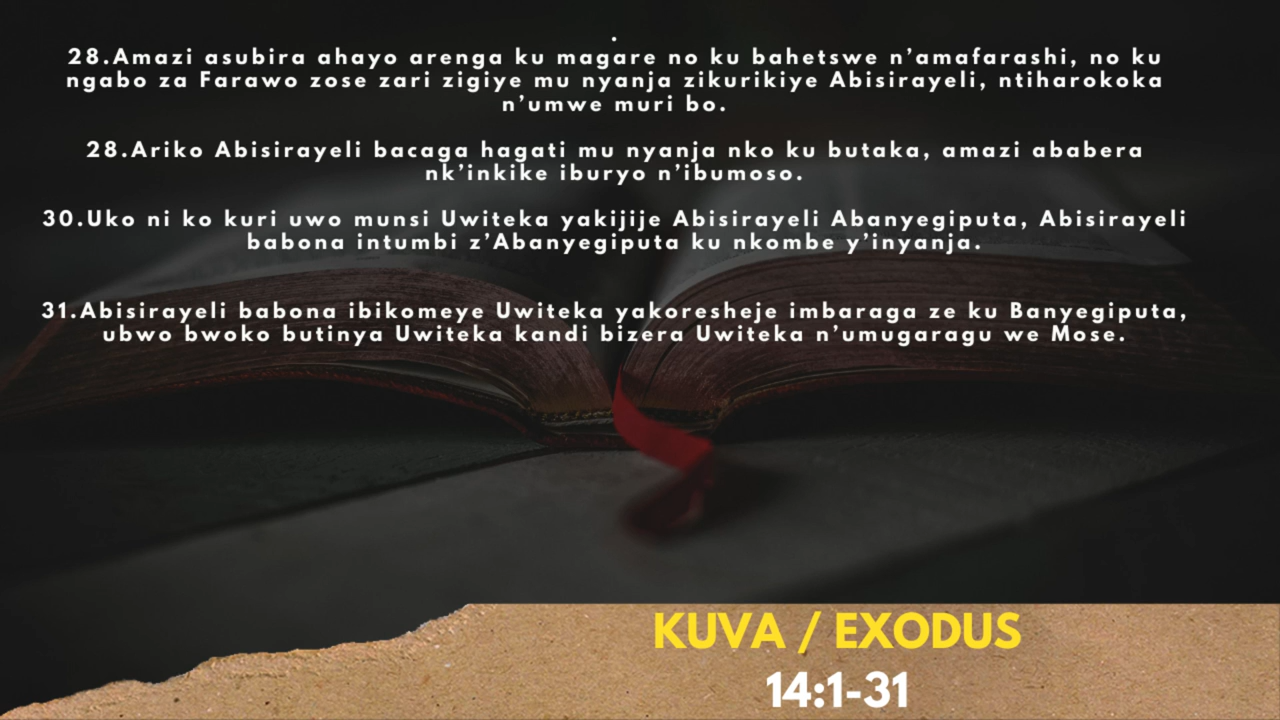 .
28.Amazi asubira ahayo arenga ku magare no ku bahetswe n’amafarashi, no ku
ngabo za Farawo zose zari zigiye mu nyanja zikurikiye Abisirayeli, ntiharokoka
n’umwe muri bo.
28.Ariko Abisirayeli bacaga hagati mu nyanja nko ku butaka, amazi ababera
nk’inkike iburyo n’ibumoso.
30.Uko ni ko kuri uwo munsi Uwiteka yakijije Abisirayeli Abanyegiputa, Abisirayeli
babona intumbi z’Abanyegiputa ku nkombe y’inyanja.
31.Abisirayeli babona ibikomeye Uwiteka yakoresheje imbaraga ze ku Banyegiputa,
ubwo bwoko butinya Uwiteka kandi bizera Uwiteka n’umugaragu we Mose.
KUVA / EXODUS
14:1-31